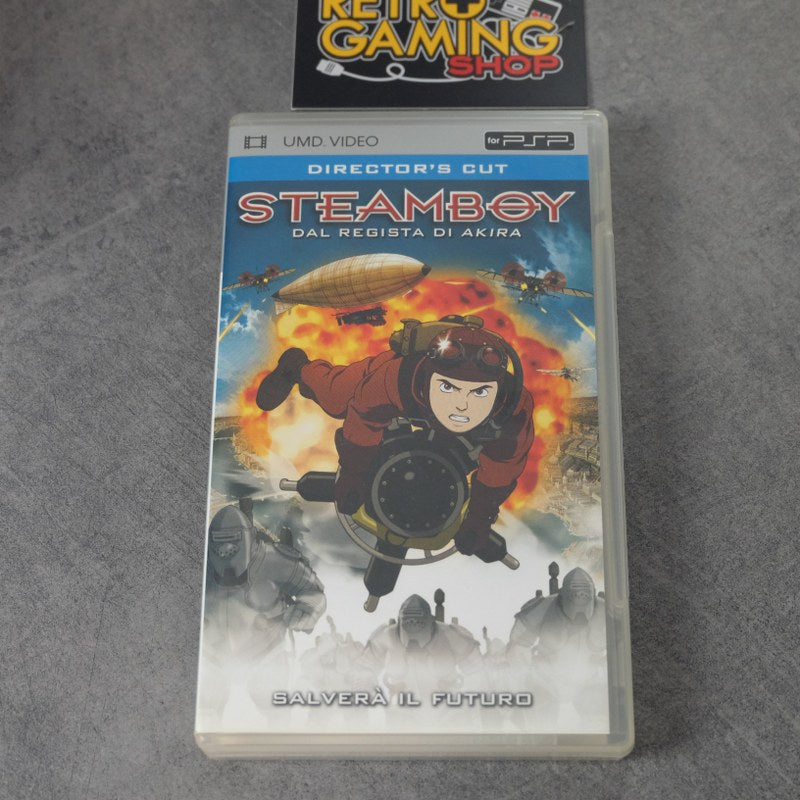 RETRO
GAMING
SHOP
UMD. VIDEO
for PSP
DIRECTOR'S CUT
STEAMBOY
DAL REGISTA DI AKIRA
SALVERÀ IL FUTURO